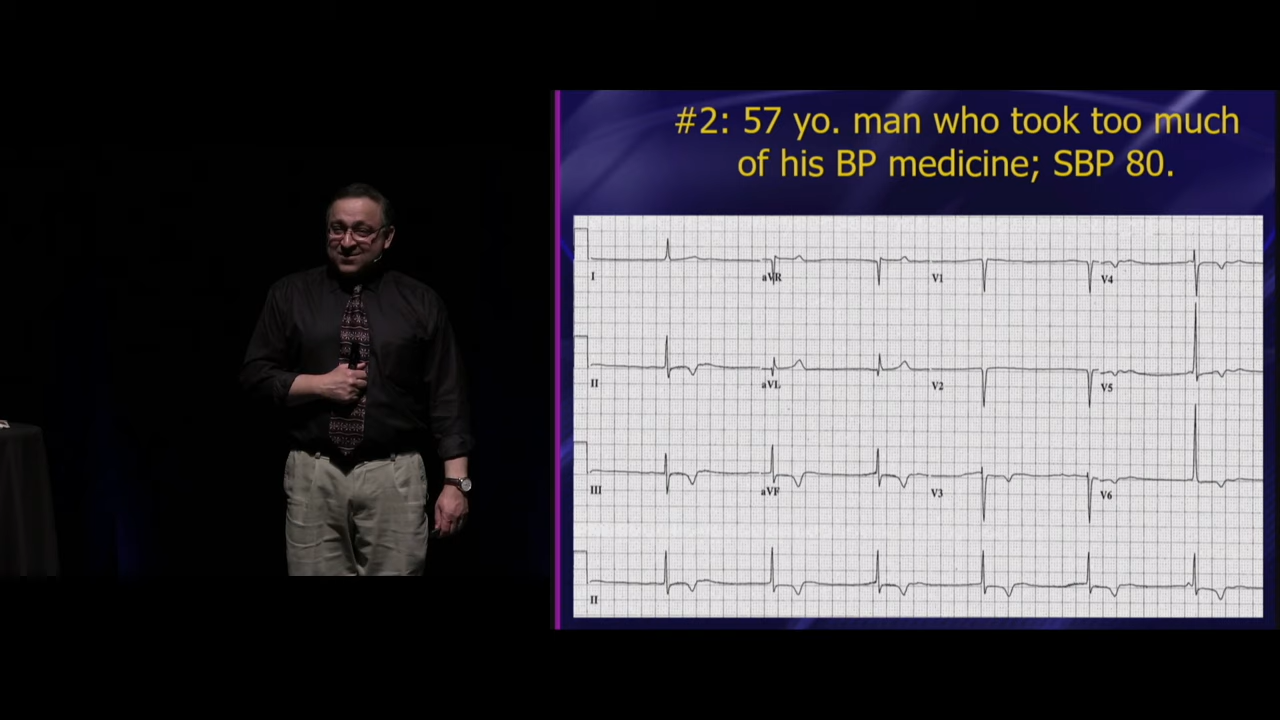 #2: 57 yo. man who took too much
of his BP medicine; SBP 80.
I aVR V1 V4
II aVL V2 V5
III aVF V3 V6
II